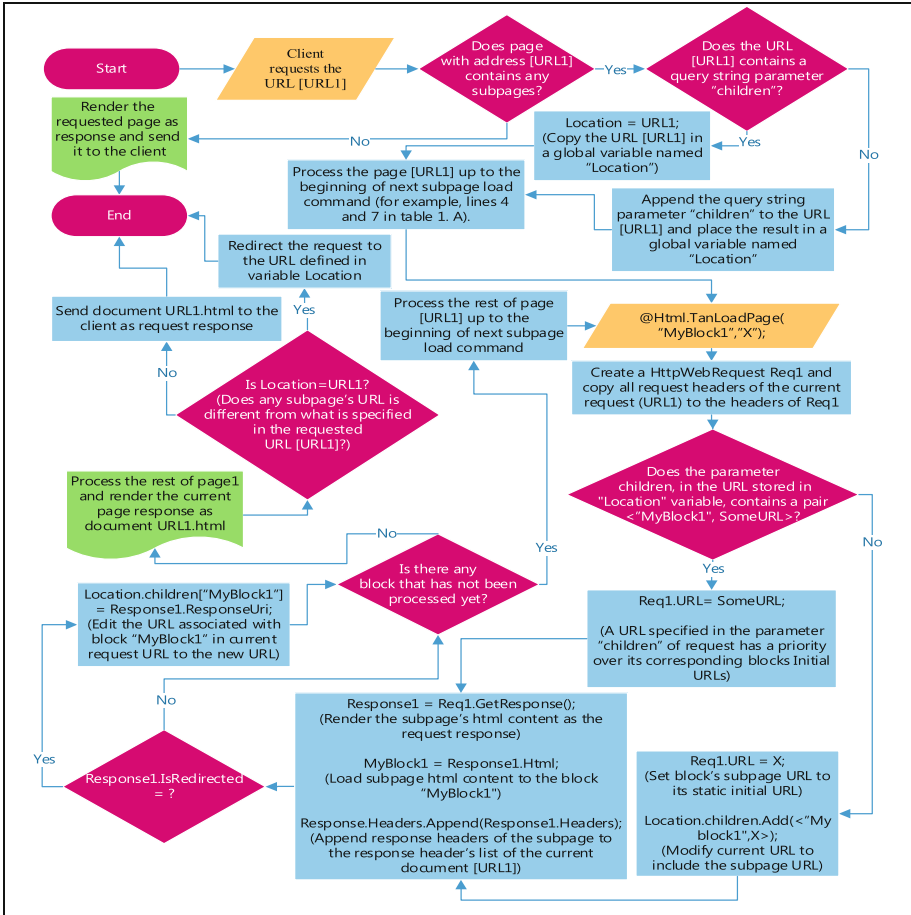 Start
Client
requests the
URL [URL1]
Does page
with address [URL1]
contains any
subpages?
Yes
Does the URL
[URL1] contains a
query string parameter
“children”?
No
Yes
No
Render the
requested page as
response and send
it to the client
Location = URL1;
(Copy the URL [URL1] in
a global variable named
“Location”)
Process the page [URL1] up to the
beginning of next subpage load
command (for example, lines 4
and 7 in table 1. A).
Append the query string
parameter “children” to the URL
[URL1] and place the result in a
global variable named
“Location”
End
Redirect the request to
the URL defined in
variable Location
Send document URL1.html to the
client as request response
Yes
No
Process the rest of page
[URL1] up to the
beginning of next subpage
load command
@Html.TanLoadPage(
“MyBlock1”,“X”);
Create a HttpWebRequest Req1 and
copy all request headers of the current
request (URL1) to the headers of Req1
Is Location=URL1?
(Does any subpage’s URL is
different from what is specified
in the requested
URL [URL1]?)
Does the parameter
children, in the URL stored in
"Location" variable, contains a pair
<“MyBlock1", SomeURL>?
No
Yes
Process the rest of page1
and render the current
page response as
document URL1.html
No
Yes
Is there any
block that has not been
processed yet?
Location.children["MyBlock1"]
= Response1.ResponseUri;
(Edit the URL associated with
block “MyBlock1” in current
request URL to the new URL)
Req1.URL= SomeURL;
(A URL specified in the parameter
“children” of request has a priority
over its corresponding blocks Initial
URLs)
No
Yes
Response1.IsRedirected
= ?
Response1 = Req1.GetResponse();
(Render the subpage’s html content as the
request response)
MyBlock1 = Response1.Html;
(Load subpage html content to the block
“MyBlock1”)
Response.Headers.Append(Response1.Headers);
(Append response headers of the subpage to
the response header’s list of the current
document [URL1])
Req1.URL = X;
(Set block’s subpage URL to
its static initial URL)
Location.children.Add(<“My
block1",X>);
(Modify current URL to
include the subpage URL)